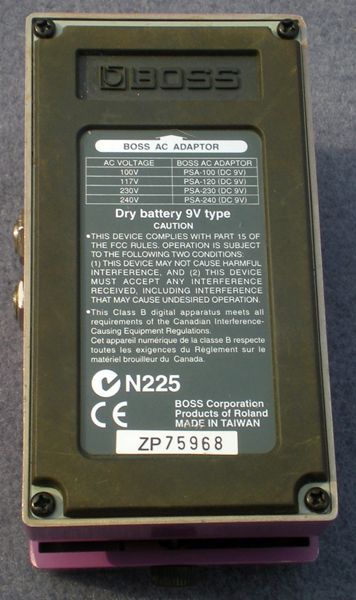 BOSS
BOSS AC ADAPTOR
AC VOLTAGE BOSS AC ADAPTOR
100V PSA-100 (DC 9V)
117V PSA-120 (DC 9V)
230V PSA-230 (DC 9V)
240V PSA-240 (DC 9V)
Dry battery 9V type
CAUTION
•THIS DEVICE COMPLIES WITH PART 15 OF
THE FCC RULES. OPERATION IS SUBJECT
TO THE FOLLOWING TWO CONDITIONS:
(1) THIS DEVICE MAY NOT CAUSE HARMFUL
INTERFERENCE, AND (2) THIS DEVICE
MUST ACCEPT ANY INTERFERENCE
RECEIVED, INCLUDING INTERFERENCE
THAT MAY CAUSE UNDESIRED OPERATION.
•This Class B digital apparatus meets all
requirements of the Canadian Interference-
Causing Equipment Regulations.
Cet appareil numérique de la classe B respecte
toutes les exigences du Règlement sur le
matériel brouilleur du Canada.
N225
CE
BOSS Corporation
Products of Roland
MADE IN TAIWAN
ZP75968